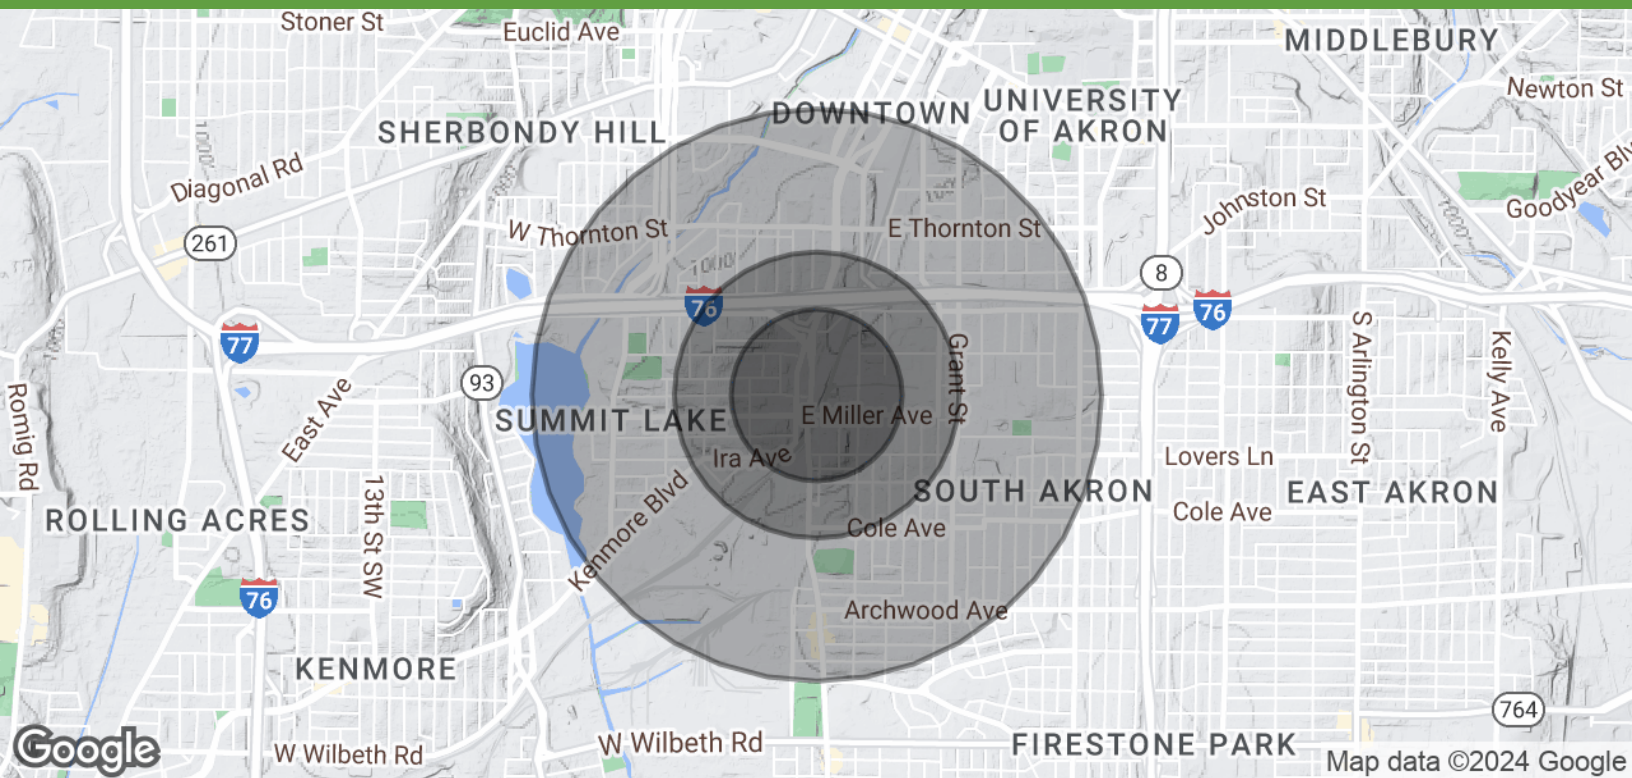 Stoner St
Euclid Ave
MIDDLEBURY
Newton St
DOWNTOWN
UNIVERSITY
OF AKRON
SHERBONDY HILL
1000
Diagonal Rd
Johnston St
1000
Goodyear Blv
W Thornton St
E Thornton St
261
1000
8
76
77
76
77
S Arlington St
Kelly Ave
Grant St
93
Romig Rd
East Ave
SUMMIT LAKE
E Miller Ave
Ira Ave
Lovers Ln
13th St SW
Kenmore Blvd
SOUTH AKRON
EAST AKRON
ROLLING ACRES
Cole Ave
Cole Ave
76
Archwood Ave
KENMORE
764
Google
W Wilbeth Rd
W Wilbeth Rd
FIRESTONE PARK
Map data ©2024 Google